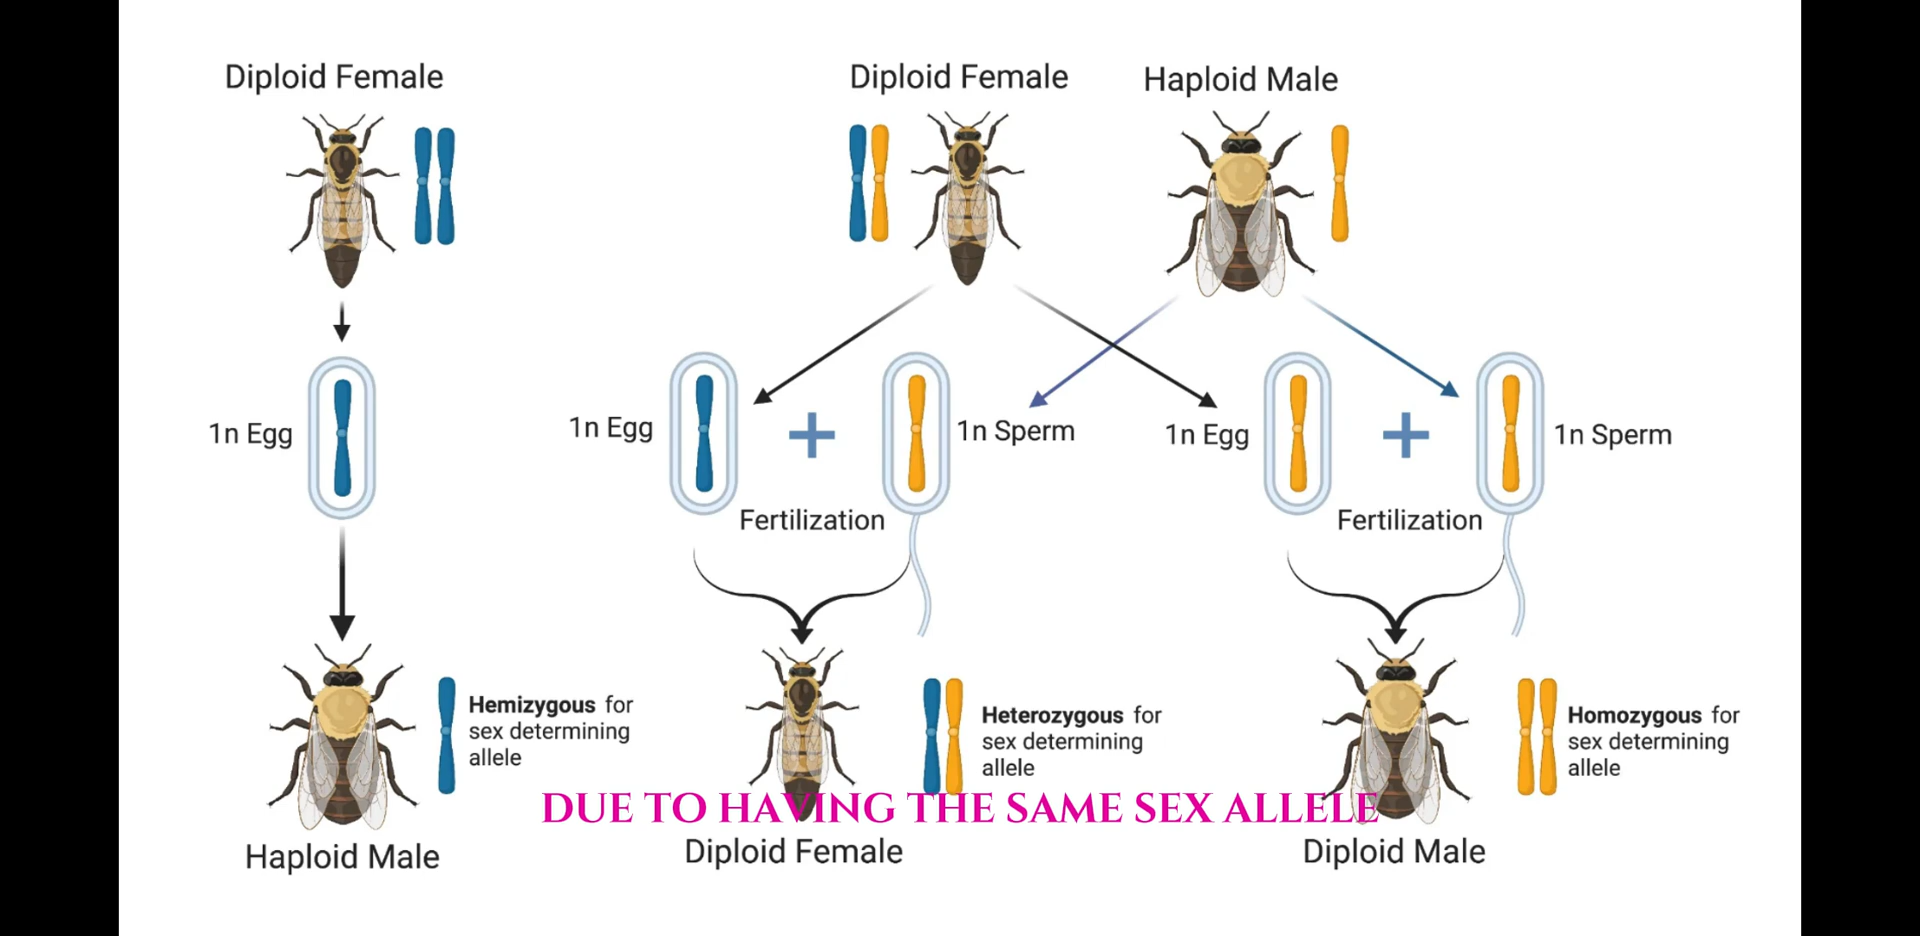 Diploid Female
Diploid Female
Haploid Male
1n Egg
1n Egg
1n Sperm
1n Egg
1n Sperm
Fertilization
Fertilization
Hemizygous for
sex determining
allele
Heterozygous for
sex determining
allele
Homozygous for
sex determining
allele
DUE TO HAVING THE SAME SEX ALLELE
Haploid Male
Diploid Female
Diploid Male